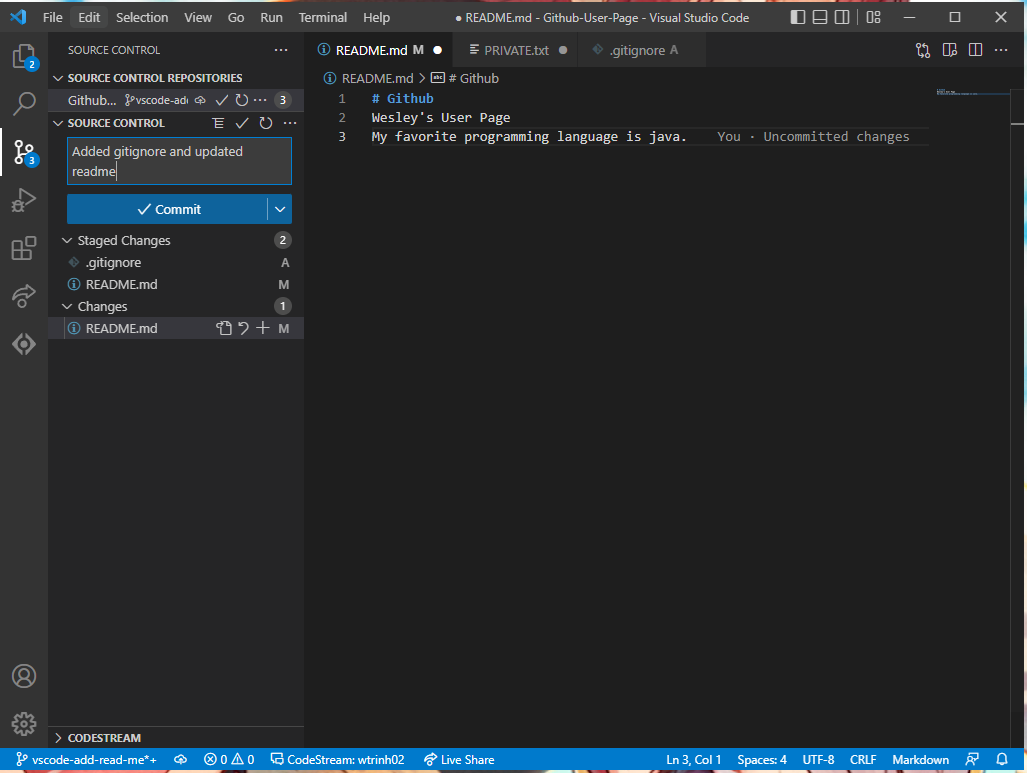 File Edit Selection View Go Run Terminal Help ● README.md - Github-User-Page - Visual Studio Code
SOURCE CONTROL ...
README.md M ●
PRIVATE.txt ●
.gitignore A
2
SOURCE CONTROL REPOSITORIES
README.md > # Github
Github... vscode-add ... 3
1 # Github
SOURCE CONTROL ...
2 Wesley's User Page
3 My favorite programming language is java. You · Uncommitted changes
3
Added gitignore and updated
readme
Commit
Staged Changes 2
.gitignore A
README.md M
Changes 1
README.md M
CODESTREAM
vscode-add-read-me*+ 0 0 CodeStream: wtrinh02 Live Share Ln 3, Col 1 Spaces: 4 UTF-8 CRLF Markdown